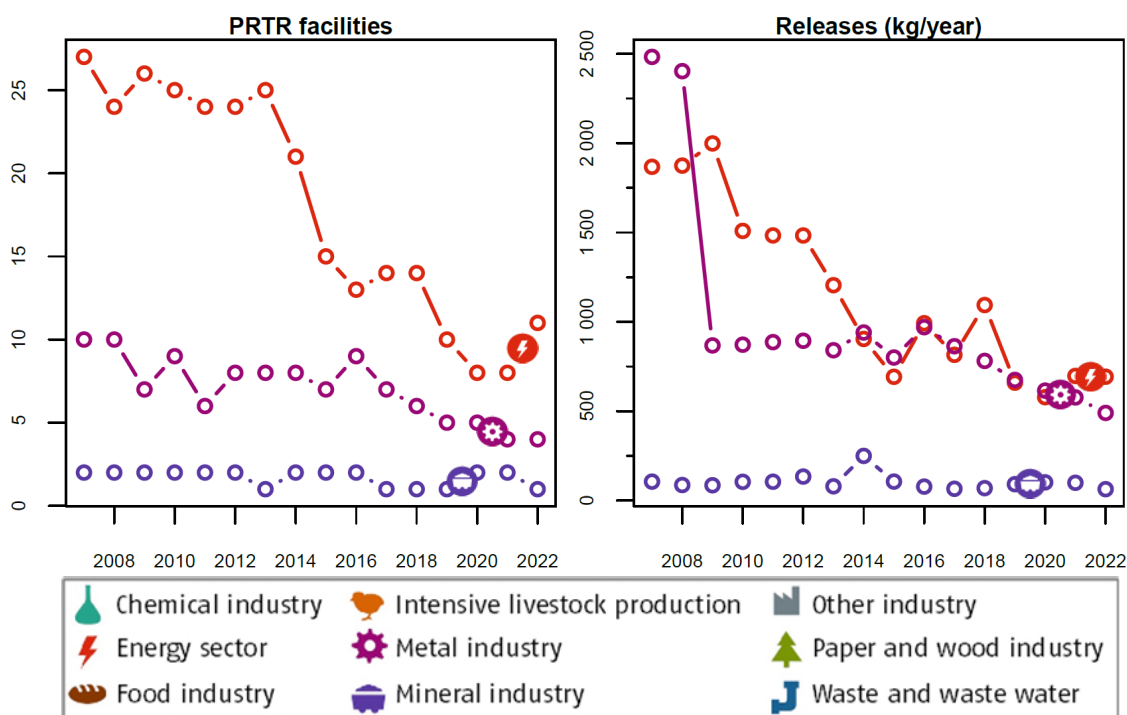 PRTR facilities
25
20
15
10
5
0
2008 2010 2012 2014 2016 2018 2020 2022
Releases (kg/year)
2 500
2 000
1 500
1 000
500
0
2008 2010 2012 2014 2016 2018 2020 2022
Chemical industry Intensive livestock production Other industry
Energy sector Metal industry Paper and wood industry
Food industry Mineral industry Waste and waste water